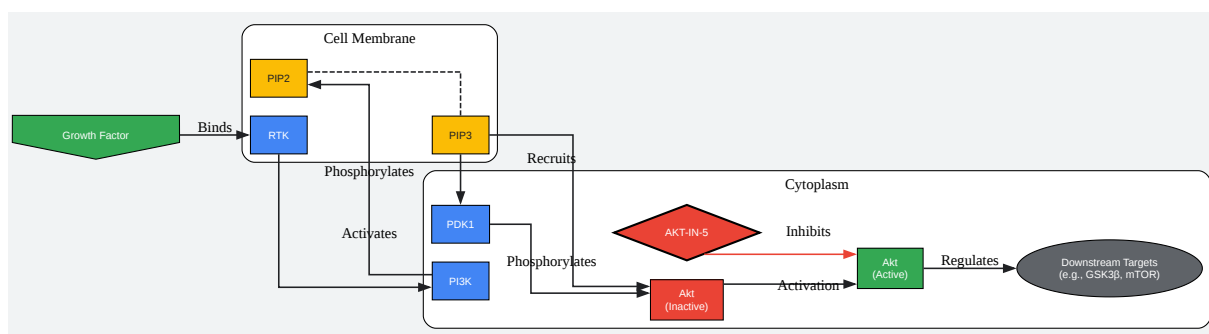 Cell Membrane
PIP2
Growth Factor
Binds
RTK
PIP3
Recruits
Phosphorylates
Cytoplasm
PDK1
Activates
AKT-IN-5
Inhibits
Phosphorylates
PI3K
Akt
(Inactive)
Activation
Akt
(Active)
Regulates
Downstream Targets
(e.g., GSK3β, mTOR)